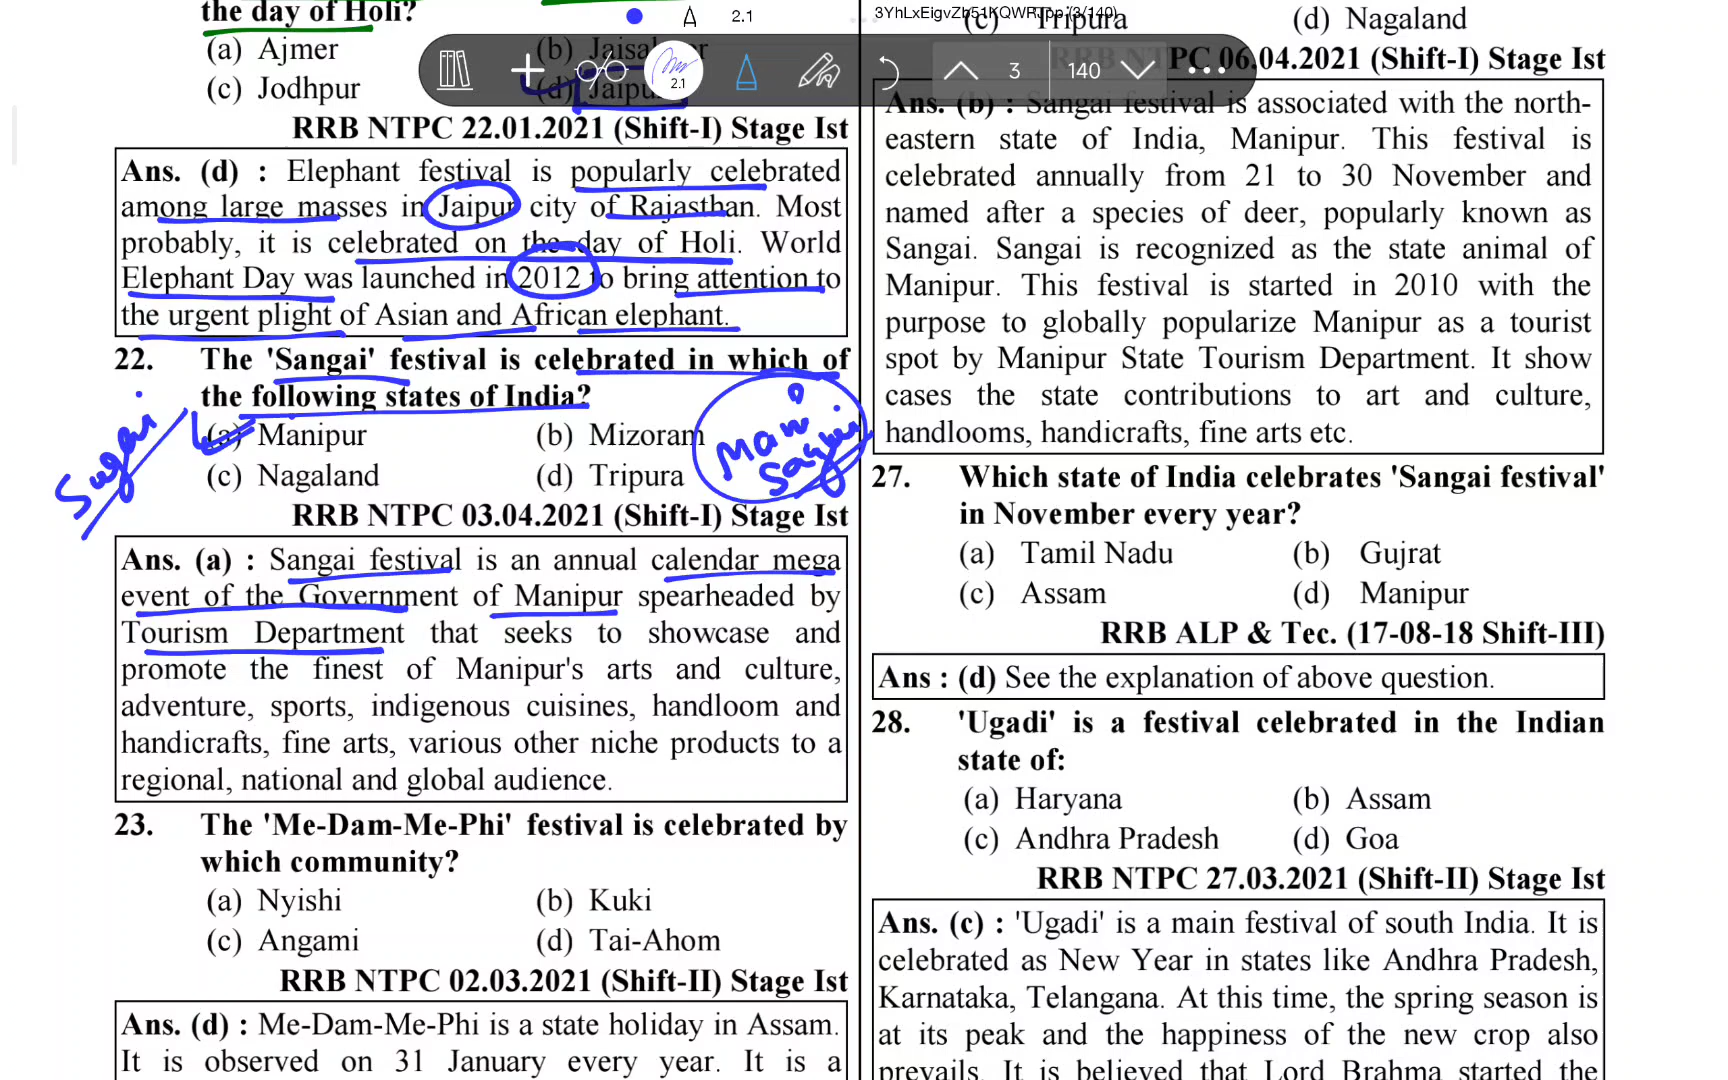 the day of Holi?
(a) Ajmer
(c) Jodhpur
RRB NTPC 22.01.2021 (Shift-I) Stage Ist
Ans. (d) : Elephant festival is popularly celebrated
among large masses in Jaipur city of Rajasthan. Most
probably, it is celebrated on the day of Holi. World
Elephant Day was launched in 2012 to bring attention to
the urgent plight of Asian and African elephant.
22. The 'Sangai' festival is celebrated in which of
the following states of India?
(a) Manipur (b) Mizoram
(c) Nagaland (d) Tripura
RRB NTPC 03.04.2021 (Shift-I) Stage Ist
Ans. (a) : Sangai festival is an annual calendar mega
event of the Government of Manipur spearheaded by
Tourism Department that seeks to showcase and
promote the finest of Manipur's arts and culture,
adventure, sports, indigenous cuisines, handloom and
handicrafts, fine arts, various other niche products to a
regional, national and global audience.
23. The 'Me-Dam-Me-Phi' festival is celebrated by
which community?
(a) Nyishi (b) Kuki
(c) Angami (d) Tai-Ahom
RRB NTPC 02.03.2021 (Shift-II) Stage Ist
Ans. (d) : Me-Dam-Me-Phi is a state holiday in Assam.
It is observed on 31 January every year. It is a
2.1
2.1
3 140
(c) Tripura (d) Nagaland
RRB NTPC 06.04.2021 (Shift-I) Stage Ist
Ans. (b) : Sangai festival is associated with the north-
eastern state of India, Manipur. This festival is
celebrated annually from 21 to 30 November and
named after a species of deer, popularly known as
Sangai. Sangai is recognized as the state animal of
Manipur. This festival is started in 2010 with the
purpose to globally popularize Manipur as a tourist
spot by Manipur State Tourism Department. It show
cases the state contributions to art and culture,
handlooms, handicrafts, fine arts etc.
27. Which state of India celebrates 'Sangai festival'
in November every year?
(a) Tamil Nadu (b) Gujrat
(c) Assam (d) Manipur
RRB ALP & Tec. (17-08-18 Shift-III)
Ans : (d) See the explanation of above question.
28. 'Ugadi' is a festival celebrated in the Indian
state of:
(a) Haryana (b) Assam
(c) Andhra Pradesh (d) Goa
RRB NTPC 27.03.2021 (Shift-II) Stage Ist
Ans. (c) : 'Ugadi' is a main festival of south India. It is
celebrated as New Year in states like Andhra Pradesh,
Karnataka, Telangana. At this time, the spring season is
at its peak and the happiness of the new crop also
prevails. It is believed that Lord Brahma started the